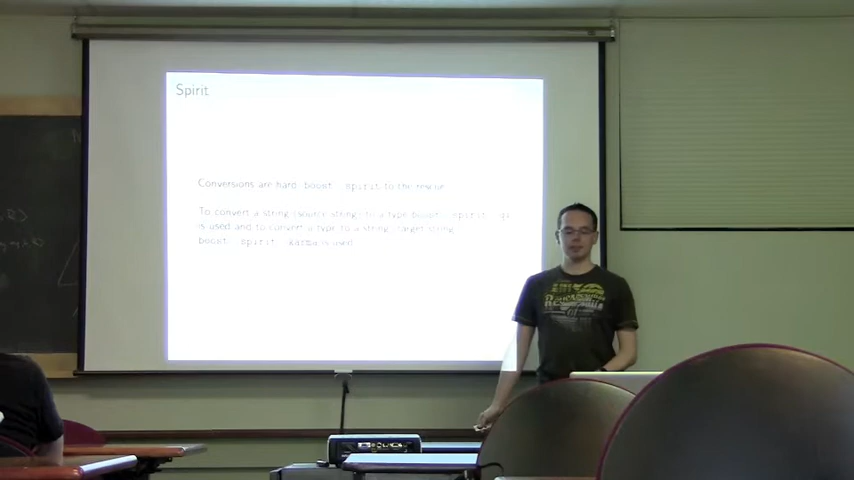 Spirit
Conversions are hard boost spirit to the rescue
To convert a string (source string) to a type boost spirit qi
is used and to convert a type to a string target string
boost spirit karma is used